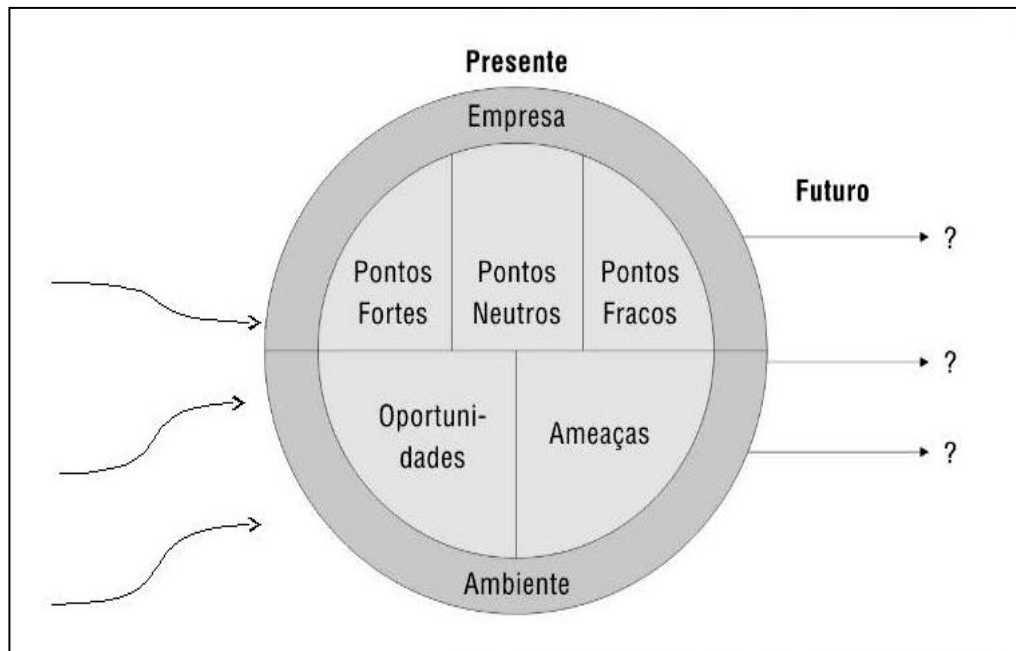 Presente
Empresa
Futuro
?
Pontos
Fortes
Pontos
Neutros
Pontos
Fracos
?
Oportuni-
dades
Ameaças
?
Ambiente